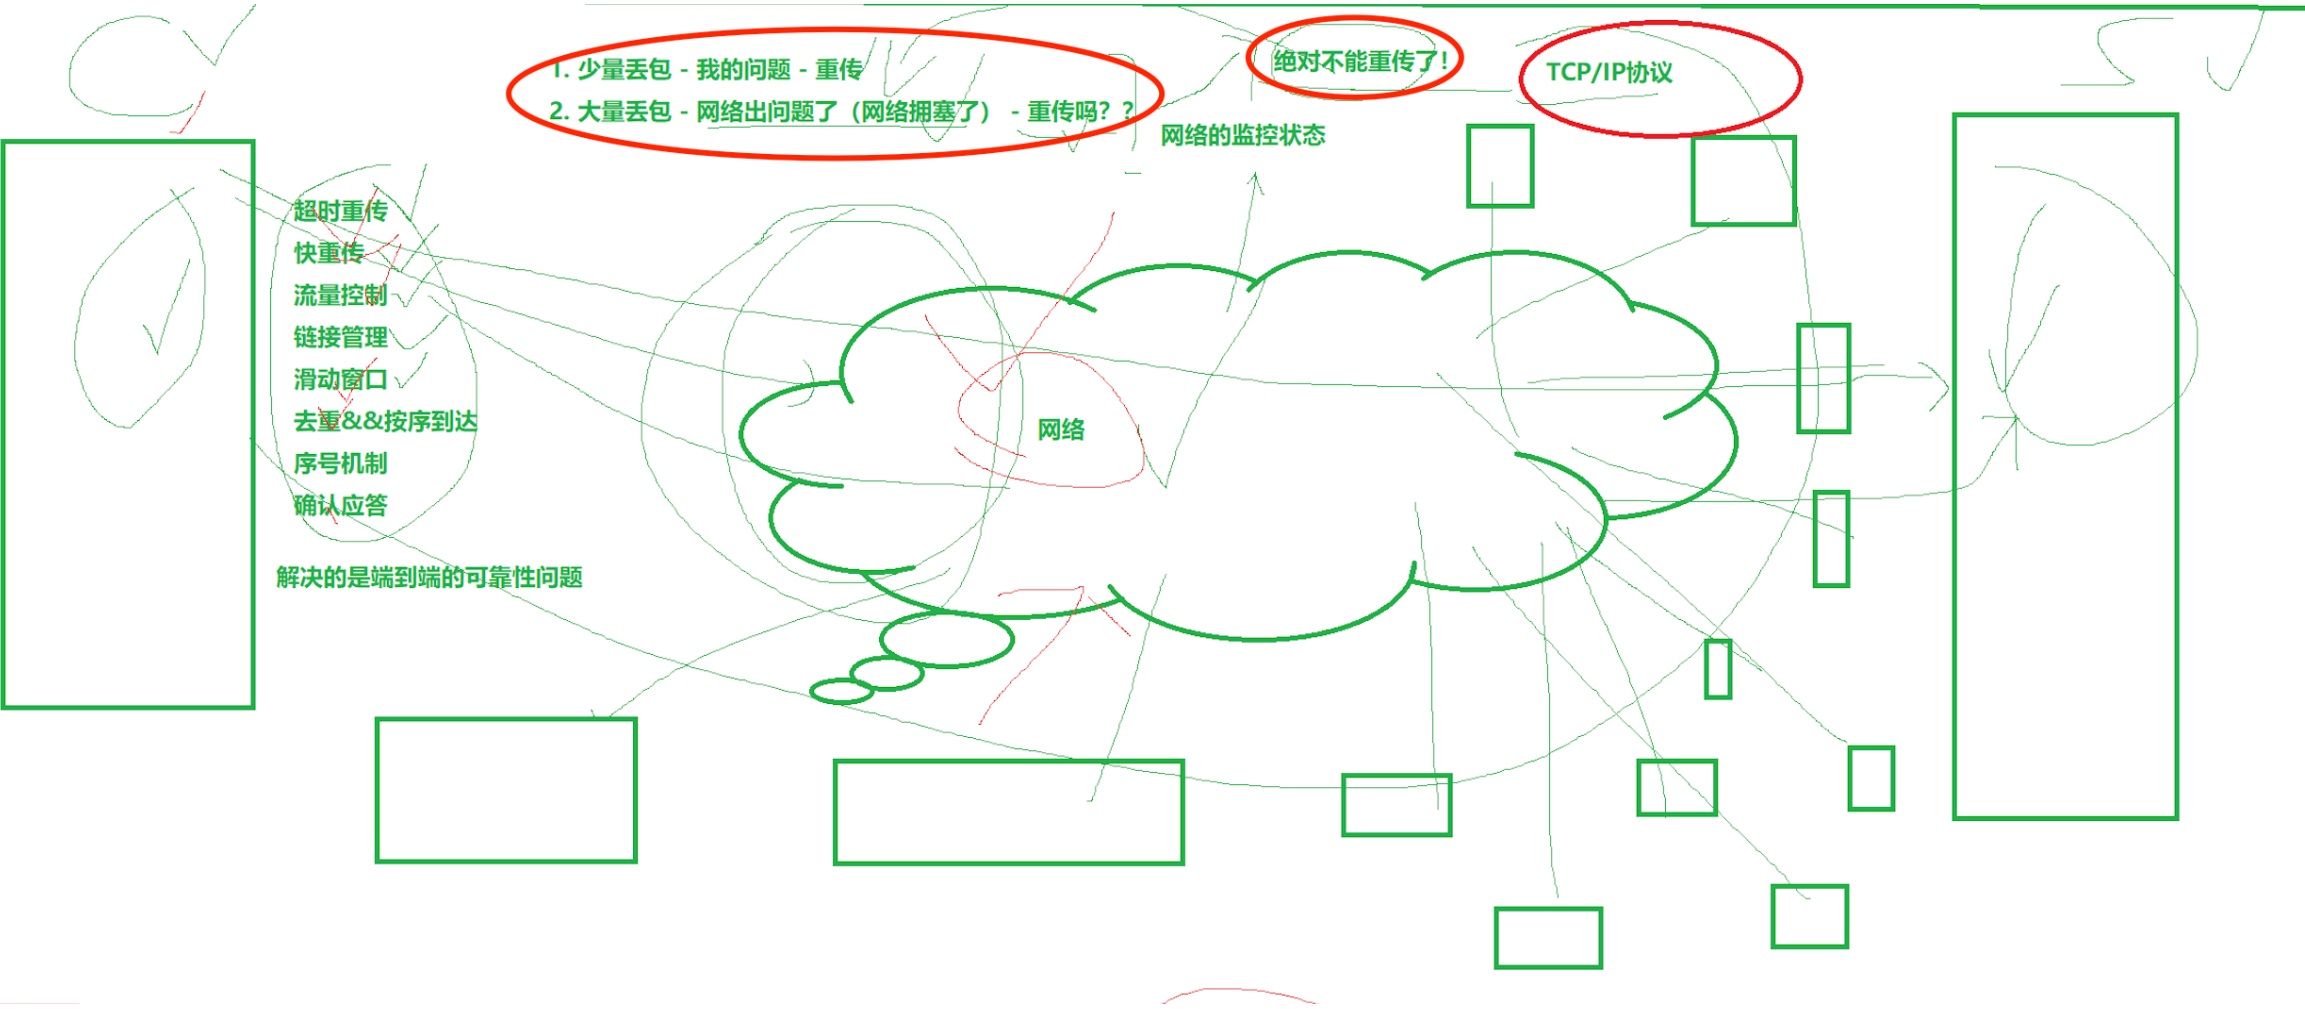 1. 少量丢包 - 我的问题 - 重传
2. 大量丢包 - 网络出问题了（网络拥塞了） - 重传吗？？
绝对不能重传了！
TCP/IP协议
网络的监控状态
超时重传
快重传
流量控制
链接管理
滑动窗口
去重&&按序到达
序号机制
确认应答
解决的是端到端的可靠性问题
网络